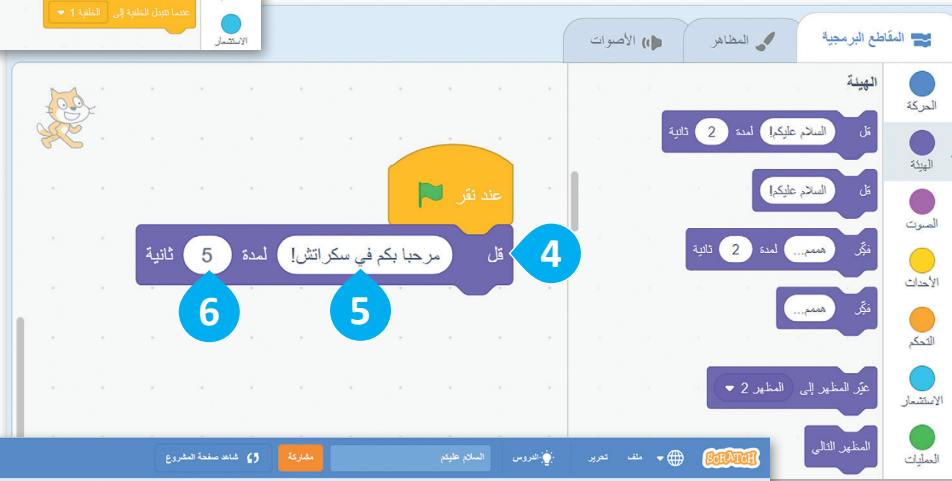 عندما تتبدل الخلفية إلى الخلفية 1
الاستشعار
المقاطع البرمجية
المظاهر
الأصوات
الحركة
الهيئة
الصوت
الأحداث
التحكم
الاستشعار
العمليات
الهيئة
قل السلام عليكم! لمدة 2 ثانية
قل السلام عليكم!
فكِّر هممم... لمدة 2 ثانية
فكِّر هممم...
غيّر المظهر إلى المظهر 2
المظهر التالي
عند نقر
قل مرحبا بكم في سكراتش! لمدة 5 ثانية
4
5
6
SCRATCH ملف تحرير الدروس السلام عليكم مشاركة شاهد صفحة المشروع